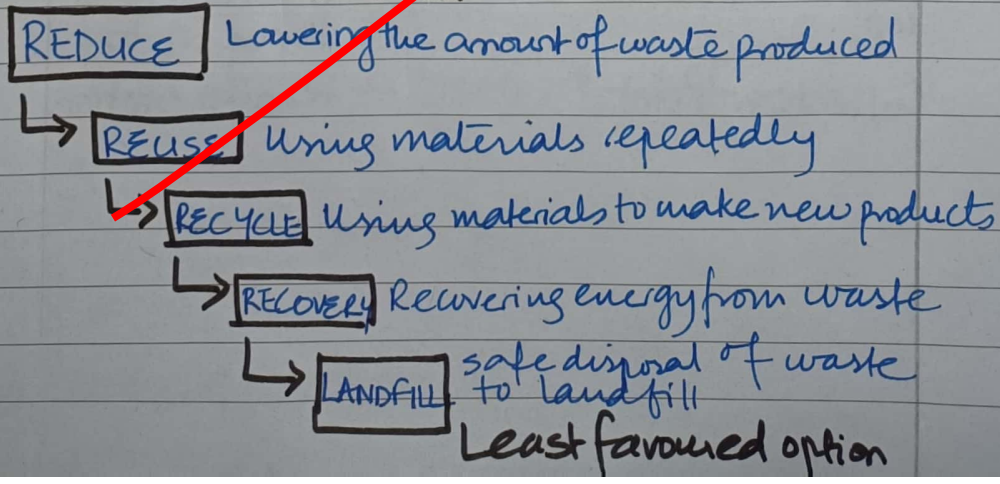 REDUCE Lowering the amount of waste produced
REUSE Using materials repeatedly
RECYCLE Using materials to make new products
RECOVERY Recovering energy from waste
LANDFILL safe disposal of waste
to landfill
Least favoured option